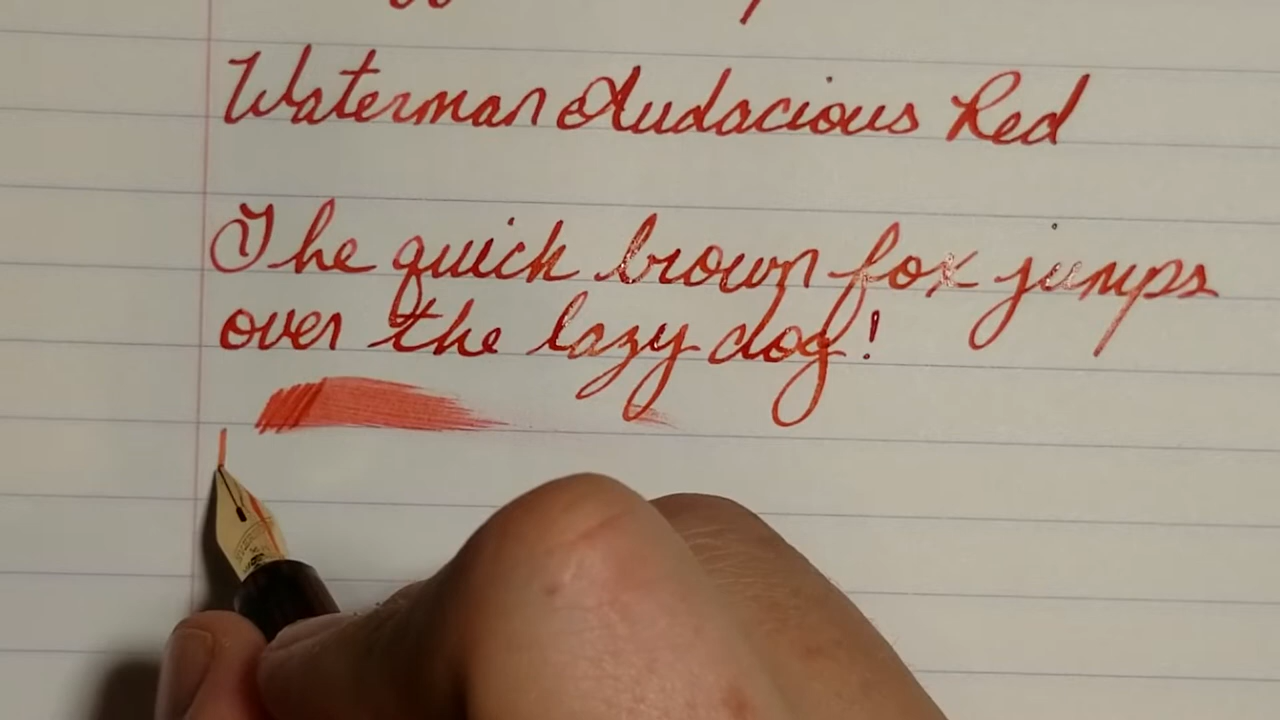 Waterman Audacious Red
The quick brown fox jumps
over the lazy dog!